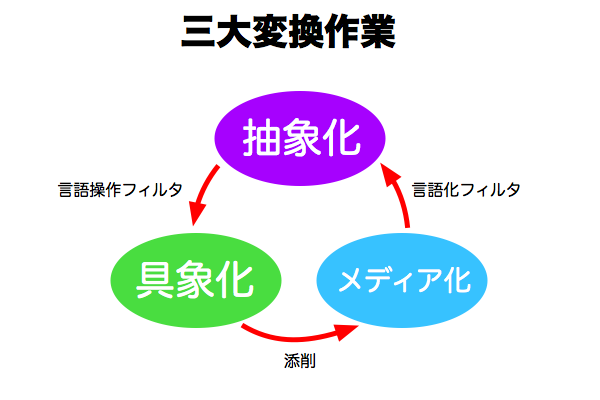 三大変換作業
抽象化
言語操作フィルタ
言語化フィルタ
具象化
メディア化
添削